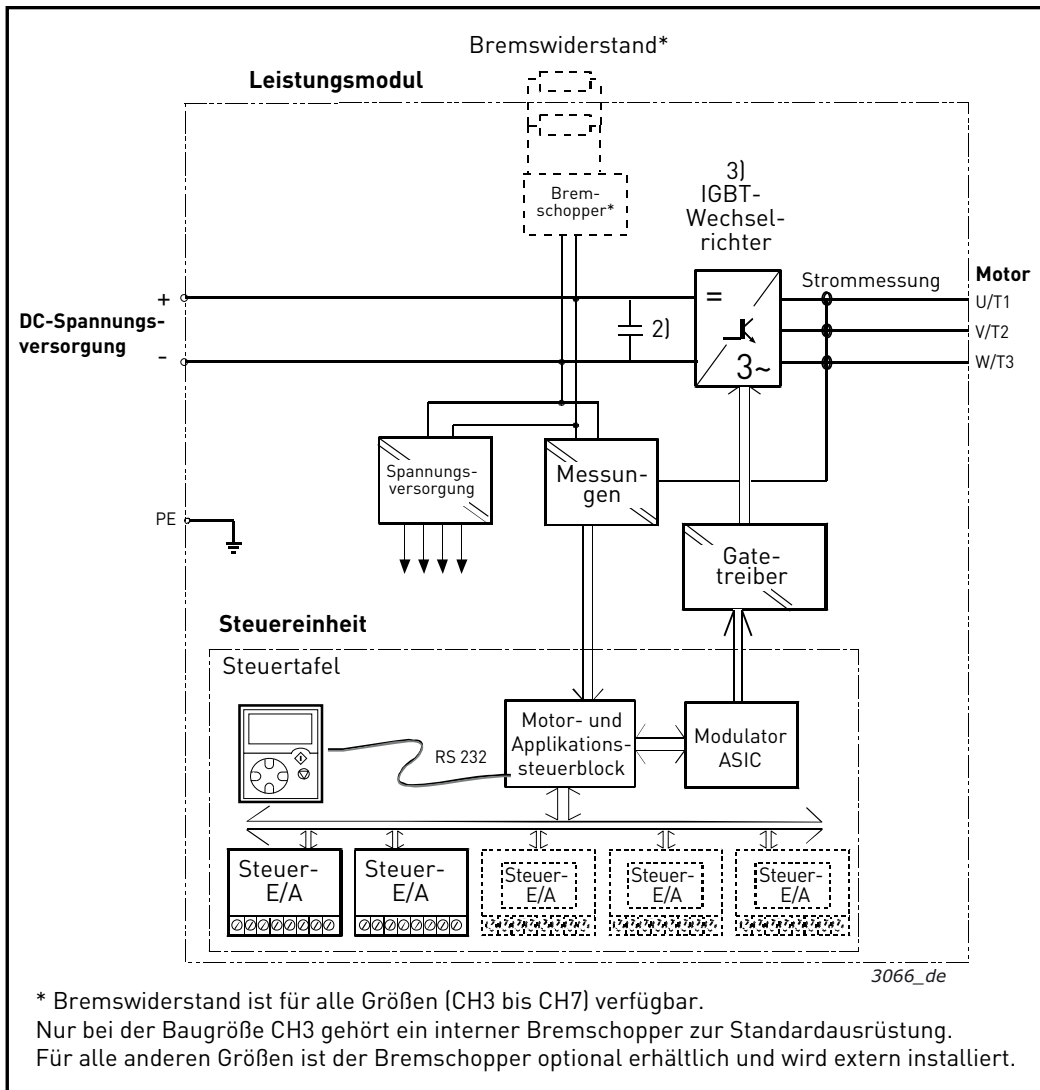 Bremswiderstand*
Leistungsmodul
Brem-
schopper*
3)
IGBT-
Wechsel-
richter
Strommessung
Motor
+
DC-Spannungs-
versorgung
-
2)
=
3~
U/T1
V/T2
W/T3
Spannungs-
versorgung
Messun-
gen
PE
Gate-
treiber
Steuereinheit
Steuertafel
RS 232
Motor- und
Applikations-
steuerblock
Modulator
ASIC
Steuer-
E/A
Steuer-
E/A
Steuer-
E/A
Steuer-
E/A
Steuer-
E/A
3066_de
* Bremswiderstand ist für alle Größen (CH3 bis CH7) verfügbar.
Nur bei der Baugröße CH3 gehört ein interner Bremschopper zur Standardausrüstung.
Für alle anderen Größen ist der Bremschopper optional erhältlich und wird extern installiert.